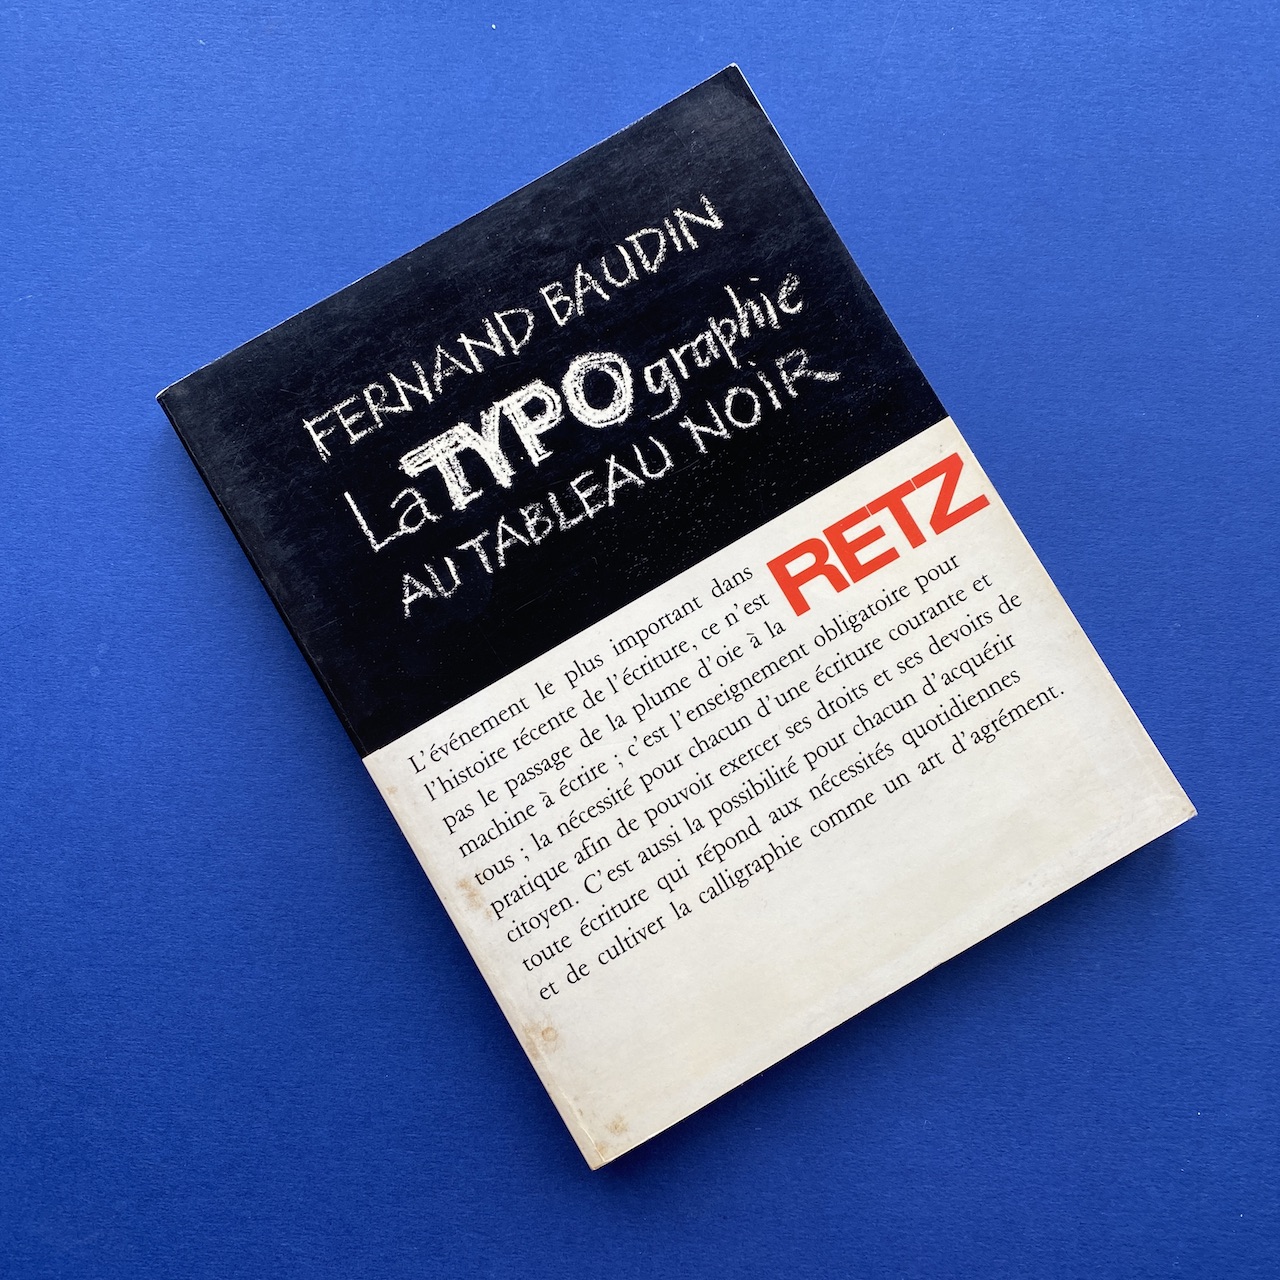 FERNAND BAUDIN
La TYPOgraphie
AU TABLEAU NOIR
RETZ
L'événement le plus important dans
l'histoire récente de l'écriture, ce n'est
pas le passage de la plume d'oie à la
machine à écrire ; c'est l'enseignement obligatoire pour
tous ; la nécessité pour chacun d'une écriture courante et
pratique afin de pouvoir exercer ses droits et ses devoirs de
citoyen. C'est aussi la possibilité pour chacun d'acquérir
toute écriture qui répond aux nécessités quotidiennes
et de cultiver la calligraphie comme un art d'agrément.